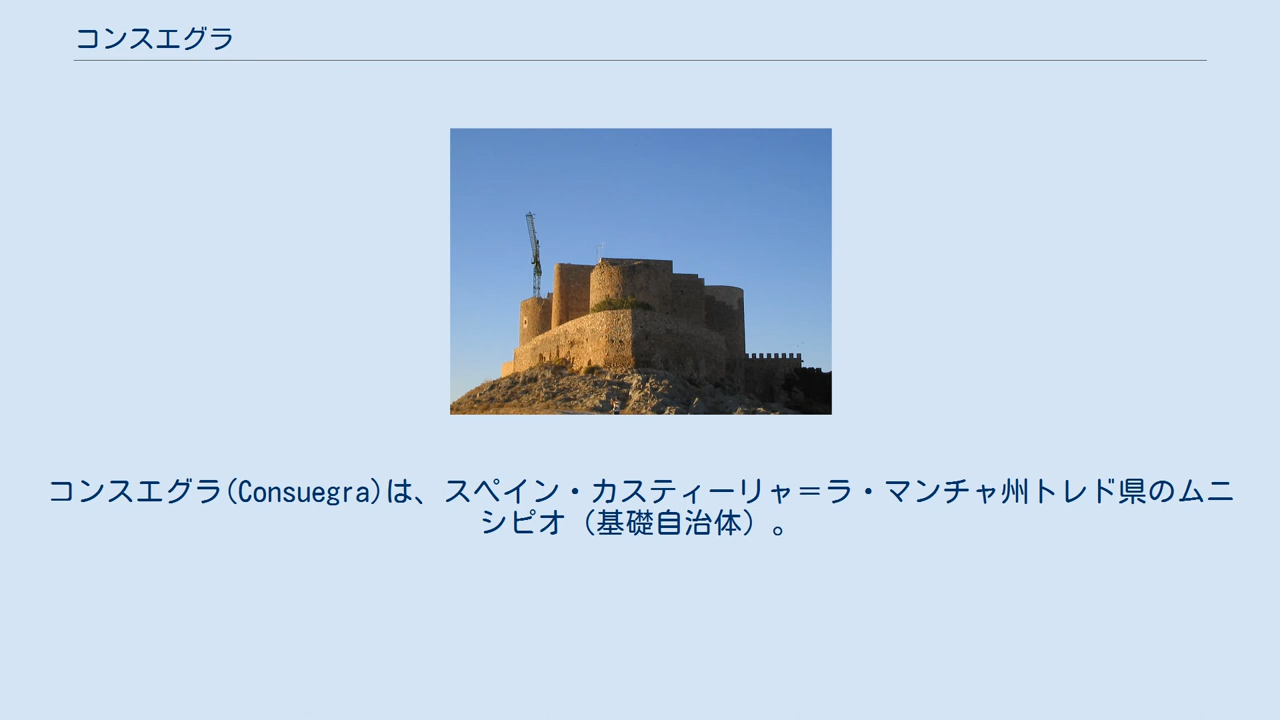 コンスエグラ
コンスエグラ(Consuegra)は、スペイン・カスティーリャ＝ラ・マンチャ州トレド県のムニ
シピオ（基礎自治体）。